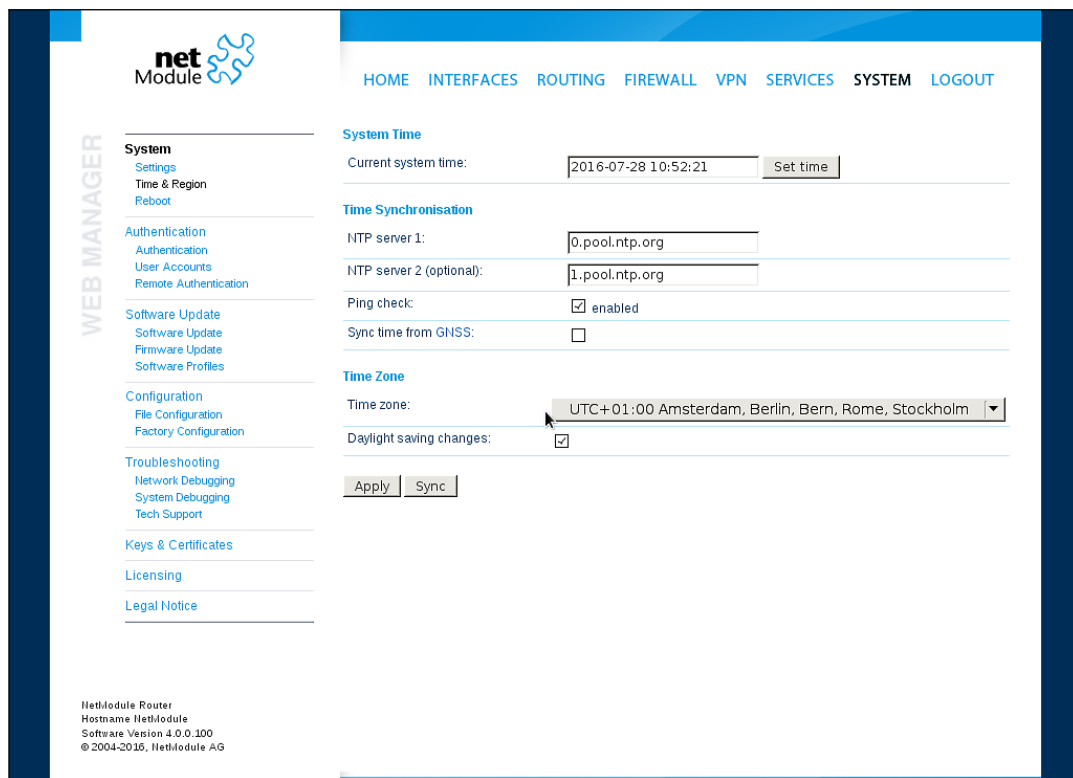 net
Module
HOME INTERFACES ROUTING FIREWALL VPN SERVICES SYSTEM LOGOUT
WEB MANAGER
System
Settings
Time & Region
Reboot
Authentication
Authentication
User Accounts
Remote Authentication
Software Update
Software Update
Firmware Update
Software Profiles
Configuration
File Configuration
Factory Configuration
Troubleshooting
Network Debugging
System Debugging
Tech Support
Keys & Certificates
Licensing
Legal Notice
System Time
Current system time: 2016-07-28 10:52:21 Set time
Time Synchronisation
NTP server 1: 0.pool.ntp.org
NTP server 2 (optional): 1.pool.ntp.org
Ping check: enabled
Sync time from GNSS:
Time Zone
Time zone: UTC+01:00 Amsterdam, Berlin, Bern, Rome, Stockholm
Daylight saving changes:
Apply Sync
NetModule Router
Hostname NetModule
Software Version 4.0.0.100
© 2004-2016, NetModule AG